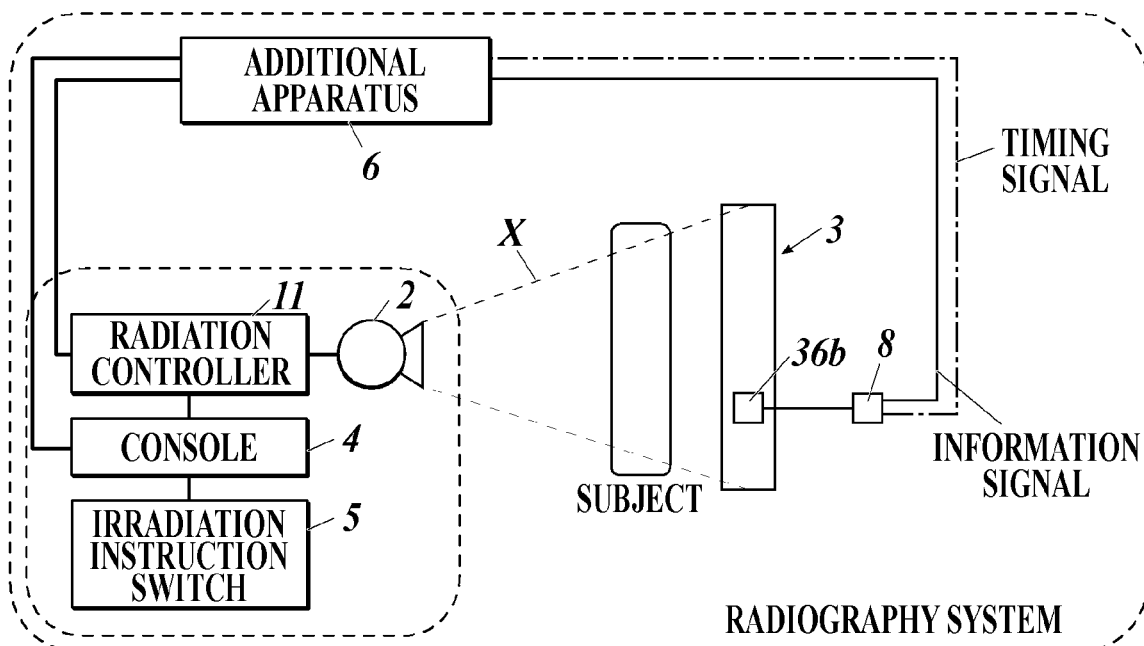 ADDITIONAL
APPARATUS
6
TIMING
SIGNAL
X
3
11
2
RADIATION
CONTROLLER
36b
8
CONSOLE
4
INFORMATION
SIGNAL
SUBJECT
IRRADIATION
INSTRUCTION
SWITCH
5
RADIOGRAPHY SYSTEM